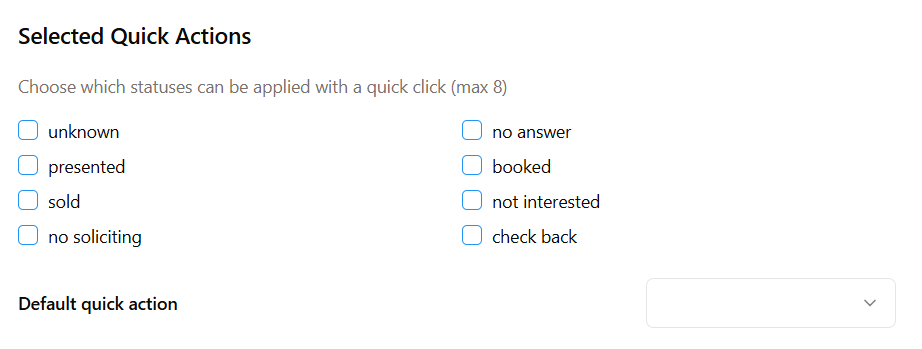 Selected Quick Actions
Choose which statuses can be applied with a quick click (max 8)
unknown
no answer
presented
booked
sold
not interested
no soliciting
check back
Default quick action